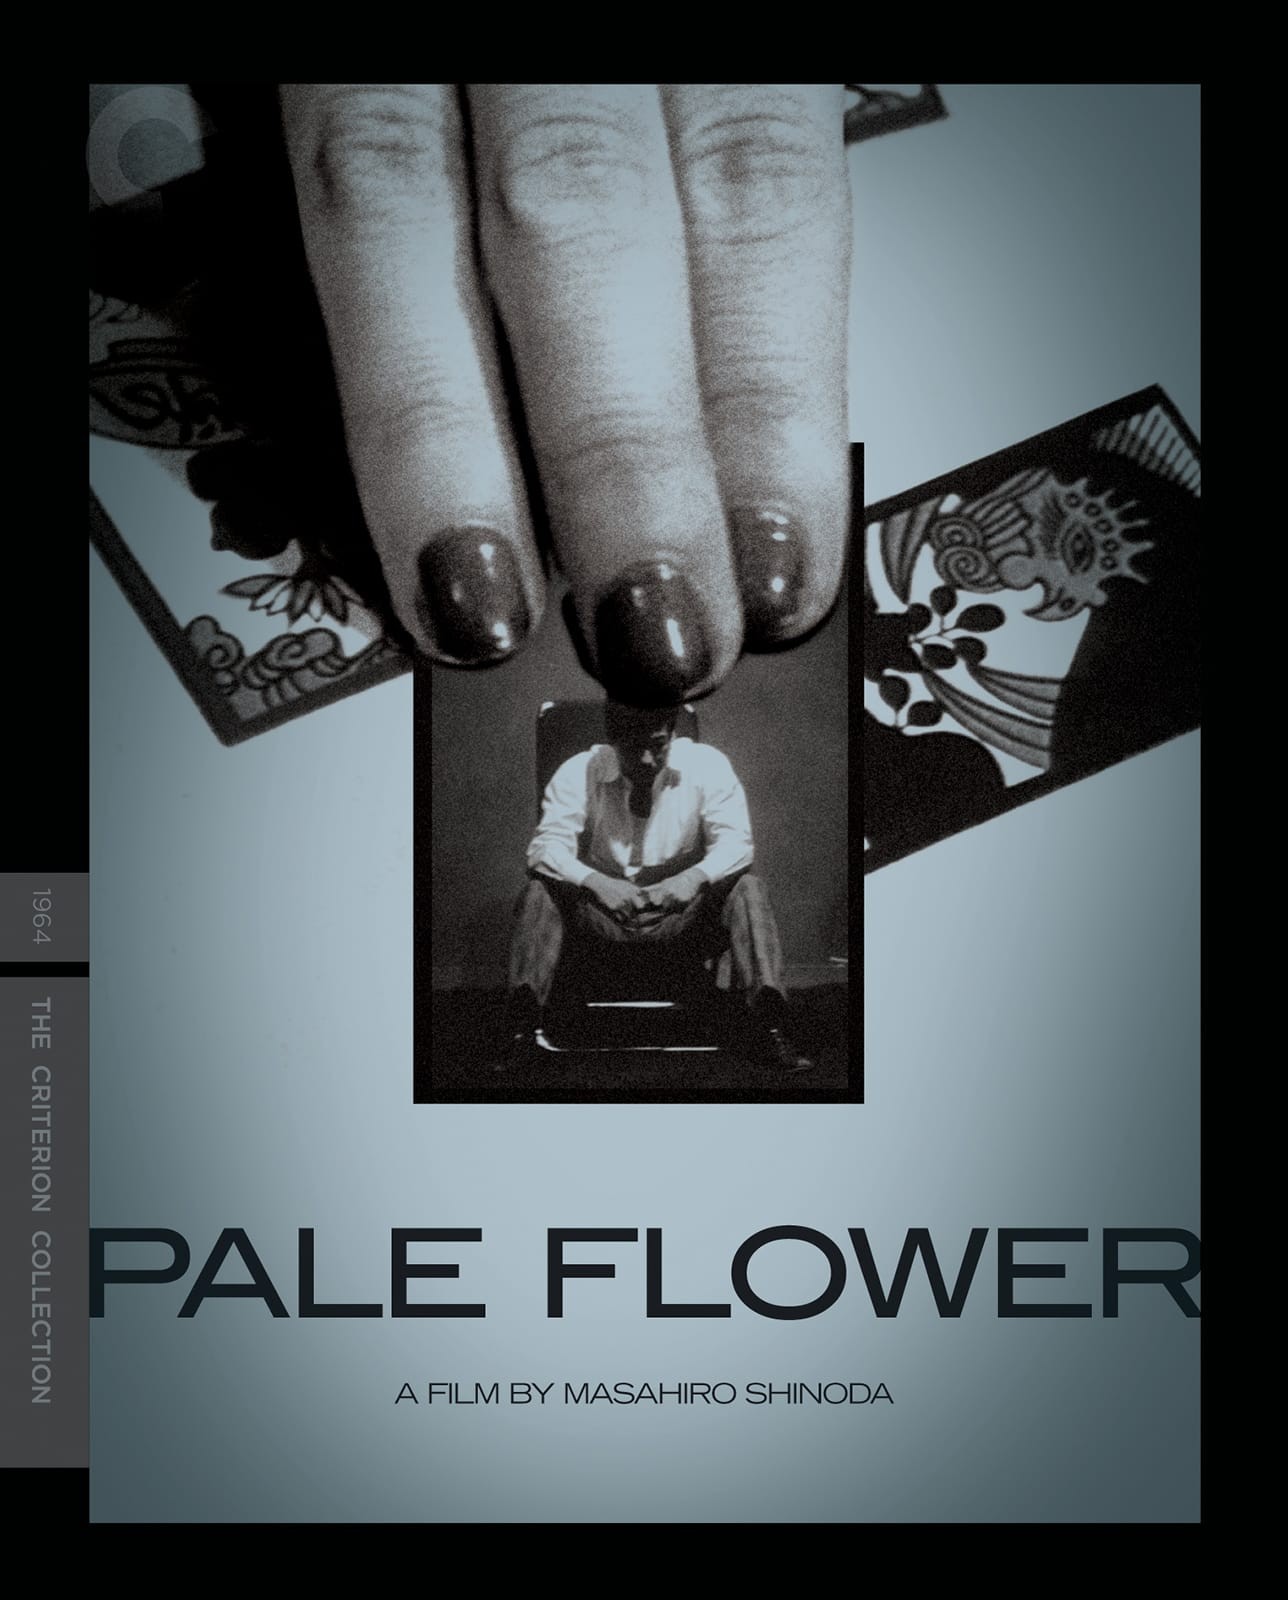 1964
THE CRITERION COLLECTION
PALE FLOWER
A FILM BY MASAHIRO SHINODA